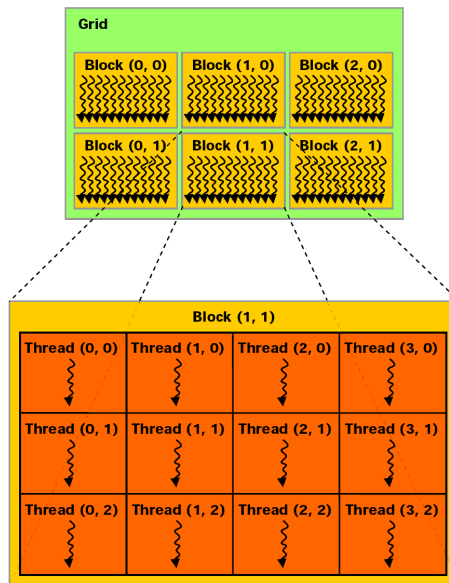 Grid
Block (0, 0) Block (1, 0) Block (2, 0)
Block (0, 1) Block (1, 1) Block (2, 1)
Block (1, 1)
Thread (0, 0) Thread (1, 0) Thread (2, 0) Thread (3, 0)
Thread (0, 1) Thread (1, 1) Thread (2, 1) Thread (3, 1)
Thread (0, 2) Thread (1, 2) Thread (2, 2) Thread (3, 2)